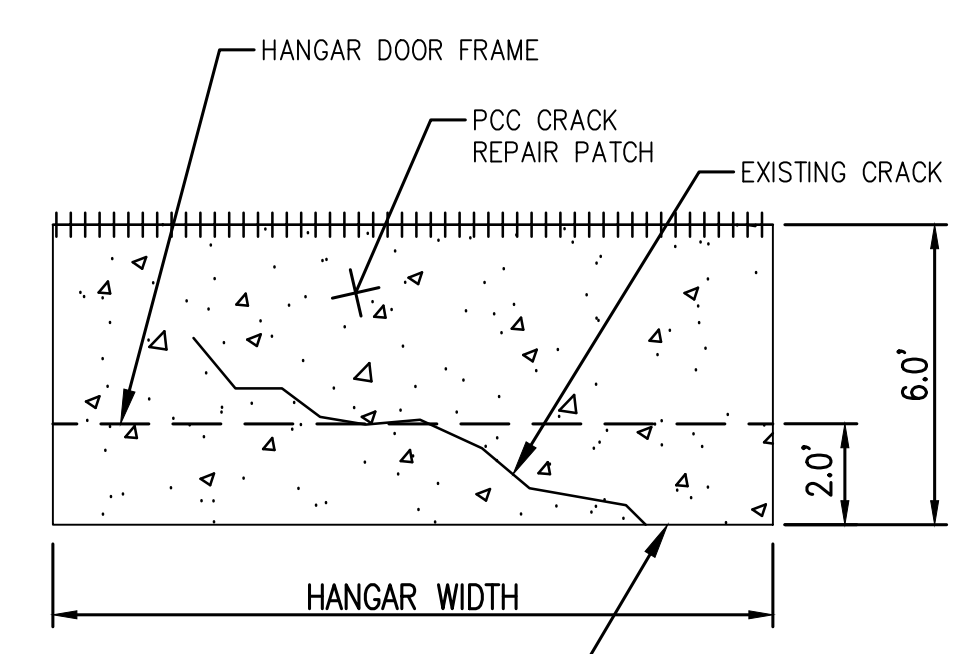 HANGAR DOOR FRAME
PCC CRACK
REPAIR PATCH
EXISTING CRACK
6.0'
2.0'
HANGAR WIDTH